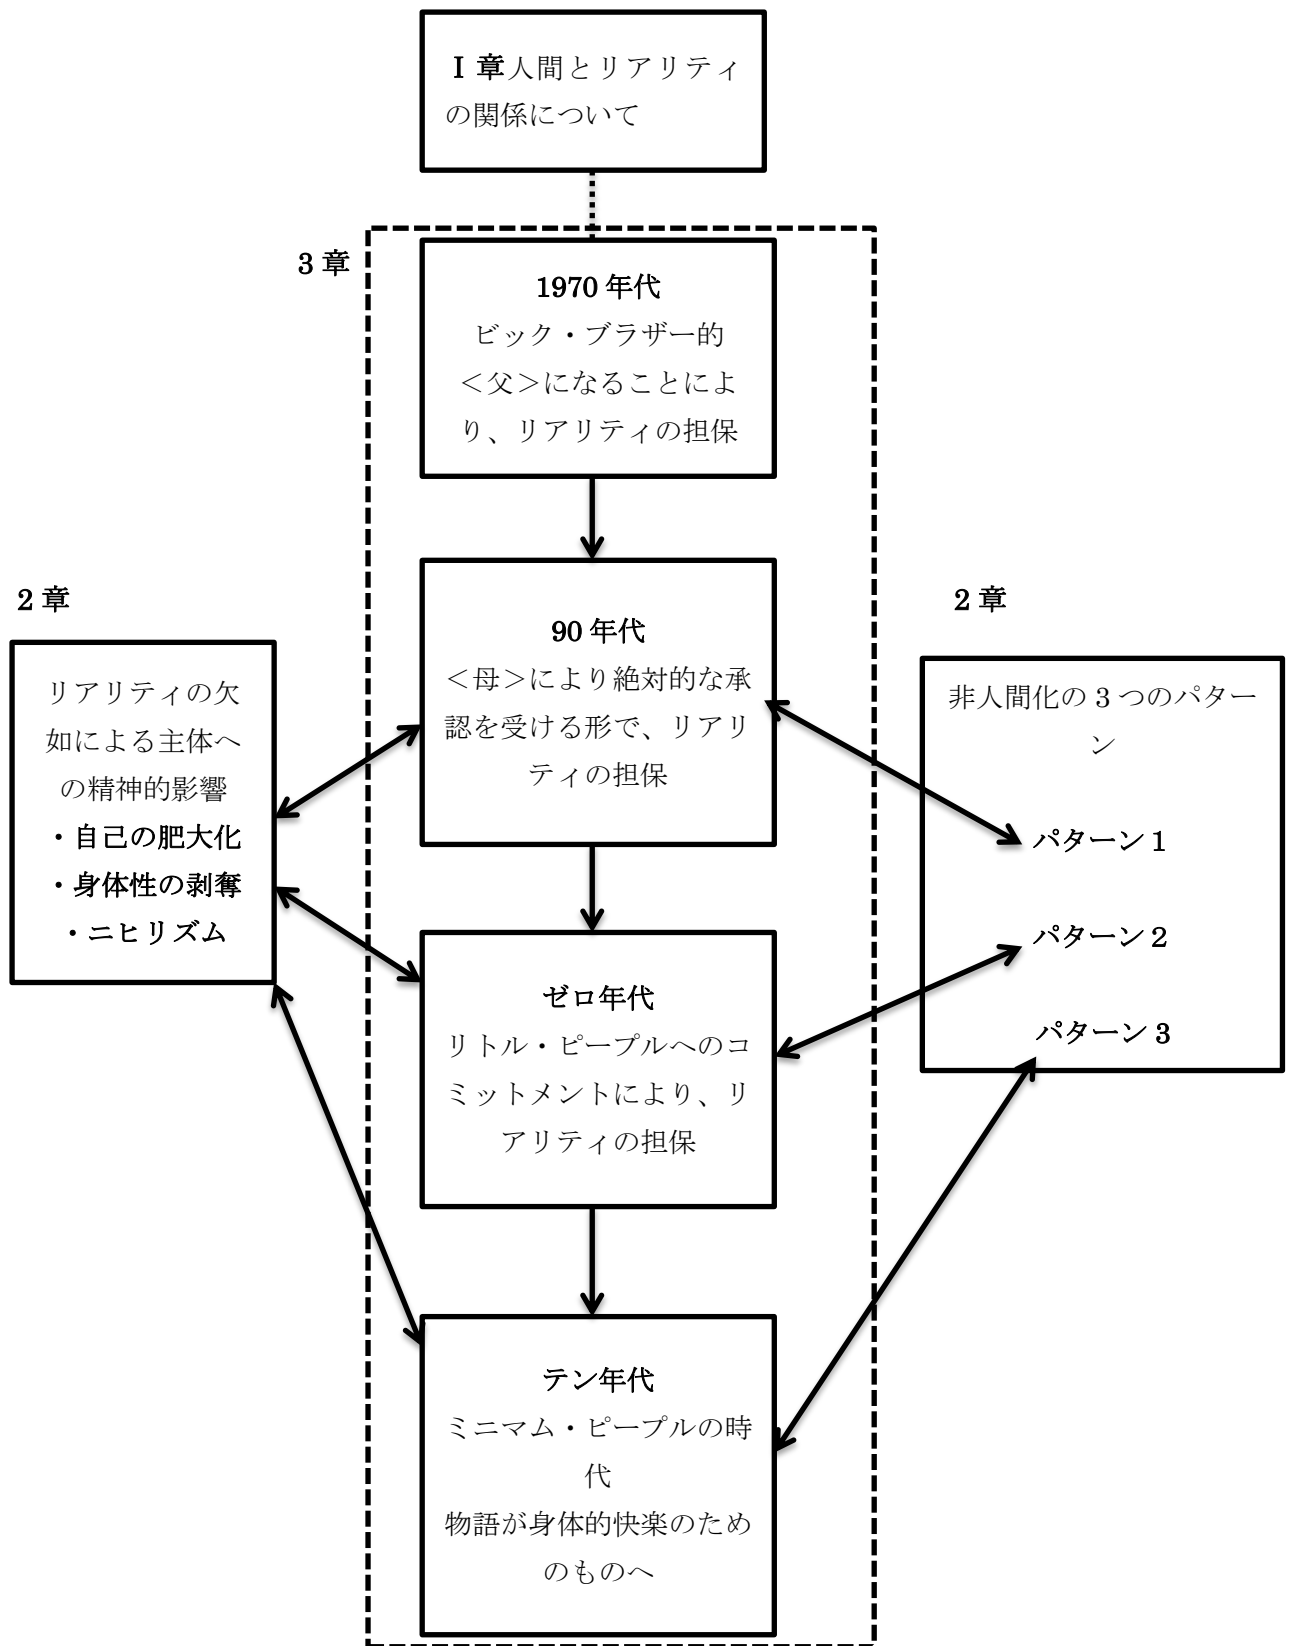 Ⅰ章人間とリアリティ
の関係について
3 章
1970 年代
ビック・ブラザー的
＜父＞になることによ
り、リアリティの担保
90 年代
＜母＞により絶対的な承
認を受ける形で、リアリ
ティの担保
ゼロ年代
リトル・ピープルへのコ
ミットメントにより、リ
アリティの担保
テン年代
ミニマム・ピープルの時
代
物語が身体的快楽のため
のものへ
2 章
リアリティの欠
如による主体へ
の精神的影響
・自己の肥大化
・身体性の剥奪
・ニヒリズム
2 章
非人間化の 3 つのパター
ン
パターン 1
パターン 2
パターン 3